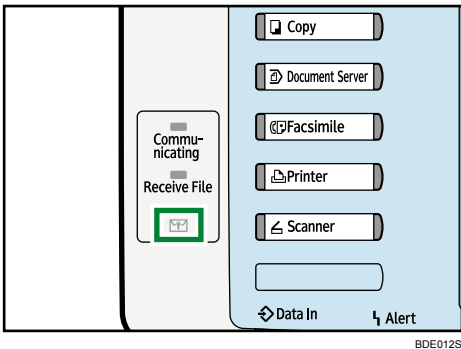 Copy
Document Server
Facsimile
Commu-
nicating
Printer
Receive File
Scanner
Data In
Alert
BDE012S